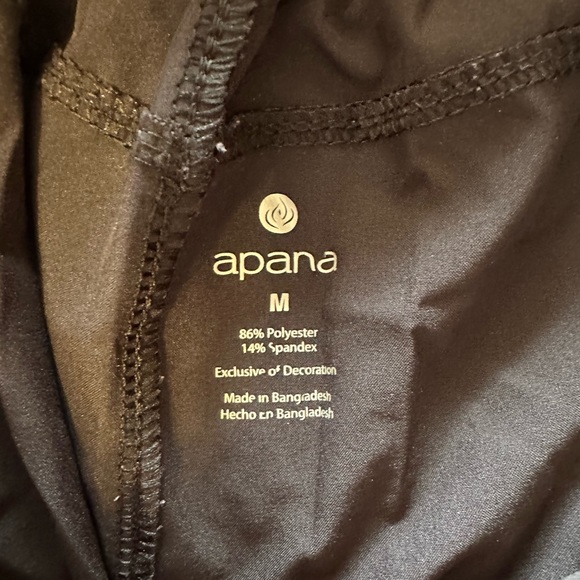 apana
M
86% Polyester
14% Spandex
Exclusive of Decoration
Made in Bangladesh
Hecho en Bangladesh